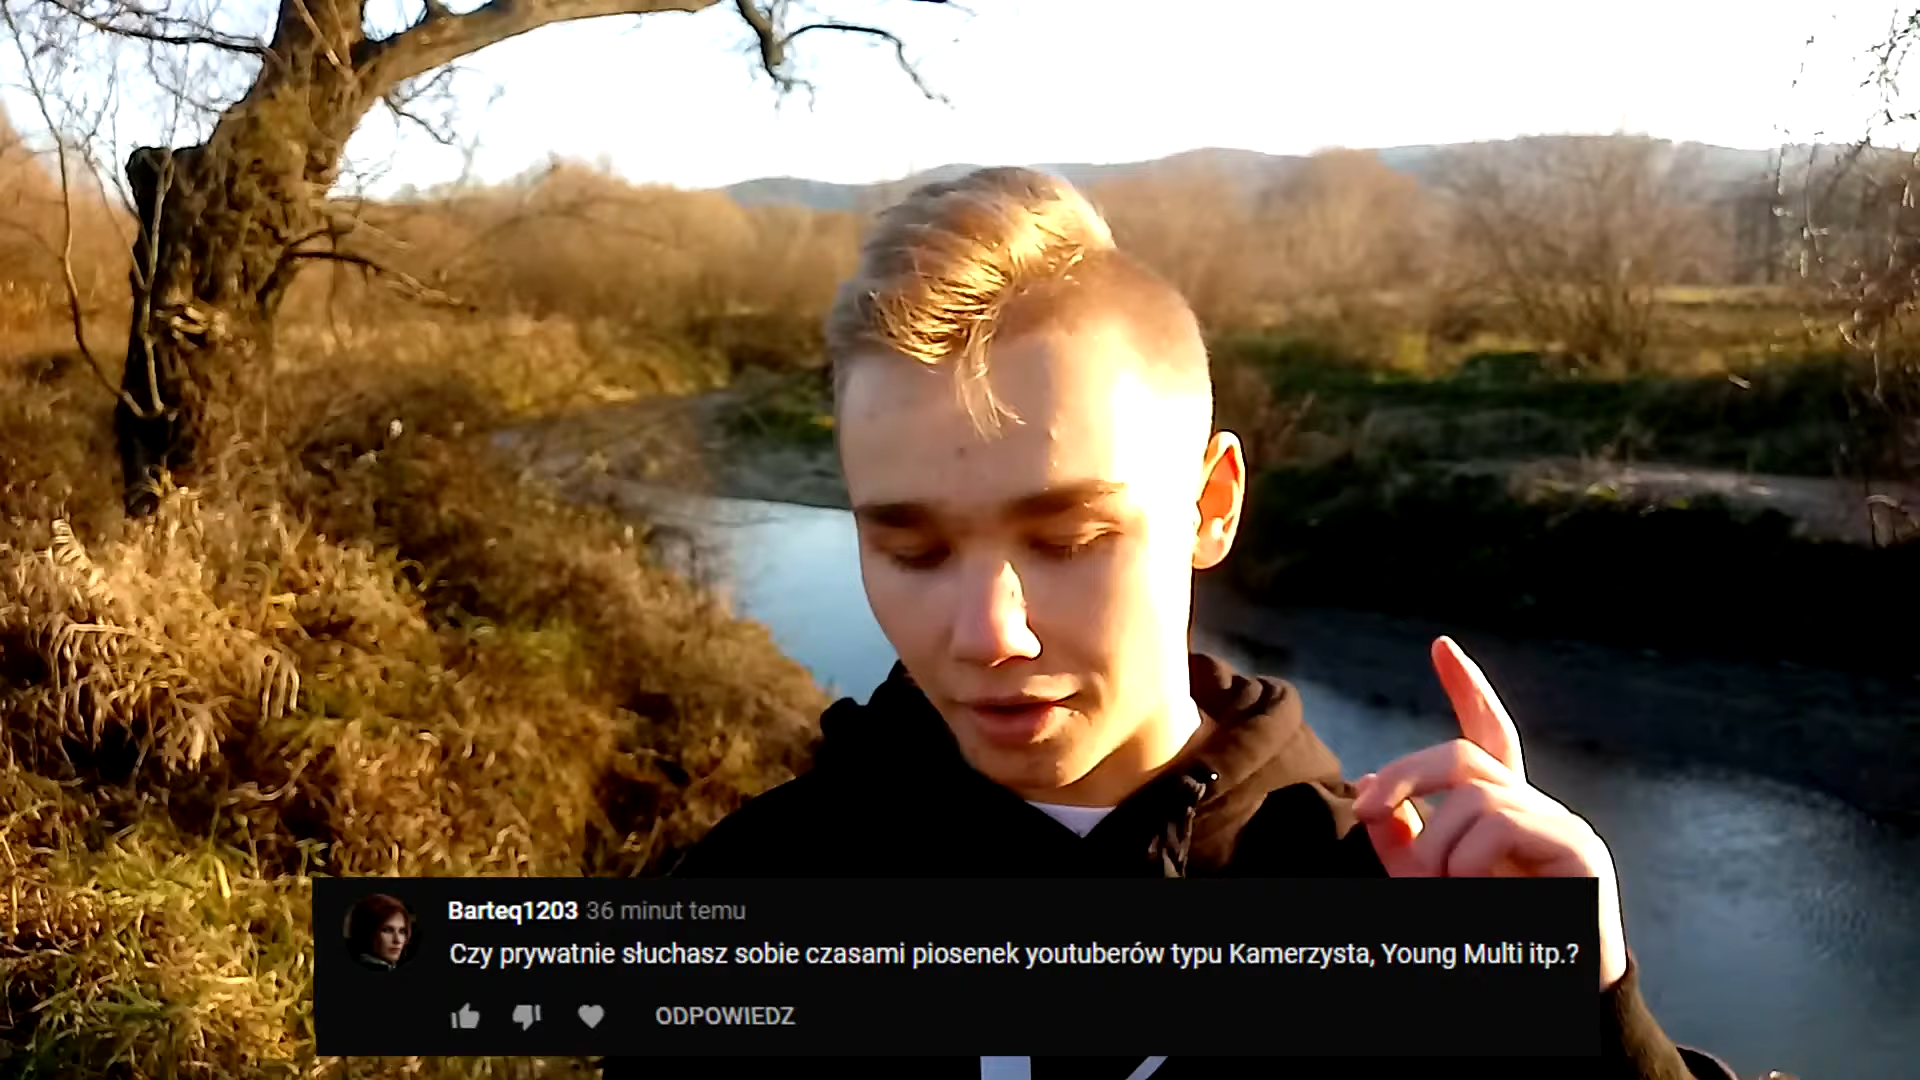 Barteq1203 36 minut temu
Czy prywatnie słuchasz sobie czasami piosenek youtuberów typu Kamerzysta, Young Multi itp.?
ODPOWIEDZ